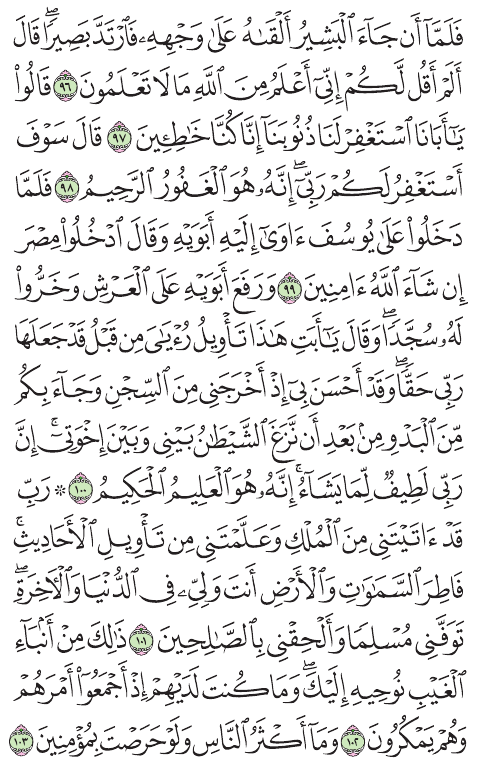 فَلَمَّآ أَن جَآءَ ٱلْبَشِيرُ أَلْقَىٰهُ عَلَىٰ وَجْهِهِۦ فَٱرْتَدَّ بَصِيرًاۖ قَالَ
أَلَمْ أَقُل لَّكُمْ إِنِّىٓ أَعْلَمُ مِنَ ٱللَّهِ مَا لَا تَعْلَمُونَ ٩٦ قَالُوا۟
يَٰٓأَبَانَا ٱسْتَغْفِرْ لَنَا ذُنُوبَنَآ إِنَّا كُنَّا خَٰطِـِٔينَ ٩٧ قَالَ سَوْفَ
أَسْتَغْفِرُ لَكُمْ رَبِّىٓۖ إِنَّهُۥ هُوَ ٱلْغَفُورُ ٱلرَّحِيمُ ٩٨ فَلَمَّا
دَخَلُوا۟ عَلَىٰ يُوسُفَ ءَاوَىٰٓ إِلَيْهِ أَبَوَيْهِ وَقَالَ ٱدْخُلُوا۟ مِصْرَ
إِن شَآءَ ٱللَّهُ ءَامِنِينَ ٩٩ وَرَفَعَ أَبَوَيْهِ عَلَى ٱلْعَرْشِ وَخَرُّوا۟
لَهُۥ سُجَّدًاۖ وَقَالَ يَٰٓأَبَتِ هَٰذَا تَأْوِيلُ رُءْيَٰىَ مِن قَبْلُ قَدْ جَعَلَهَا
رَبِّى حَقًّاۖ وَقَدْ أَحْسَنَ بِىٓ إِذْ أَخْرَجَنِى مِنَ ٱلسِّجْنِ وَجَآءَ بِكُم
مِّنَ ٱلْبَدْوِ مِنۢ بَعْدِ أَن نَّزَغَ ٱلشَّيْطَٰنُ بَيْنِى وَبَيْنَ إِخْوَتِىٓۚ إِنَّ
رَبِّى لَطِيفٌ لِّمَا يَشَآءُۚ إِنَّهُۥ هُوَ ٱلْعَلِيمُ ٱلْحَكِيمُ ١٠٠ ۞ رَبِّ
قَدْ ءَاتَيْتَنِى مِنَ ٱلْمُلْكِ وَعَلَّمْتَنِى مِن تَأْوِيلِ ٱلْأَحَادِيثِۚ
فَاطِرَ ٱلسَّمَٰوَٰتِ وَٱلْأَرْضِ أَنتَ وَلِىِّۦ فِى ٱلدُّنْيَا وَٱلْءَاخِرَةِۖ
تَوَفَّنِى مُسْلِمًا وَأَلْحِقْنِى بِٱلصَّٰلِحِينَ ١٠١ ذَٰلِكَ مِنْ أَنۢبَآءِ
ٱلْغَيْبِ نُوحِيهِ إِلَيْكَۖ وَمَا كُنتَ لَدَيْهِمْ إِذْ أَجْمَعُوٓا۟ أَمْرَهُمْ
وَهُمْ يَمْكُرُونَ ١٠٢ وَمَآ أَكْثَرُ ٱلنَّاسِ وَلَوْ حَرَصْتَ بِمُؤْمِنِينَ ١٠٣